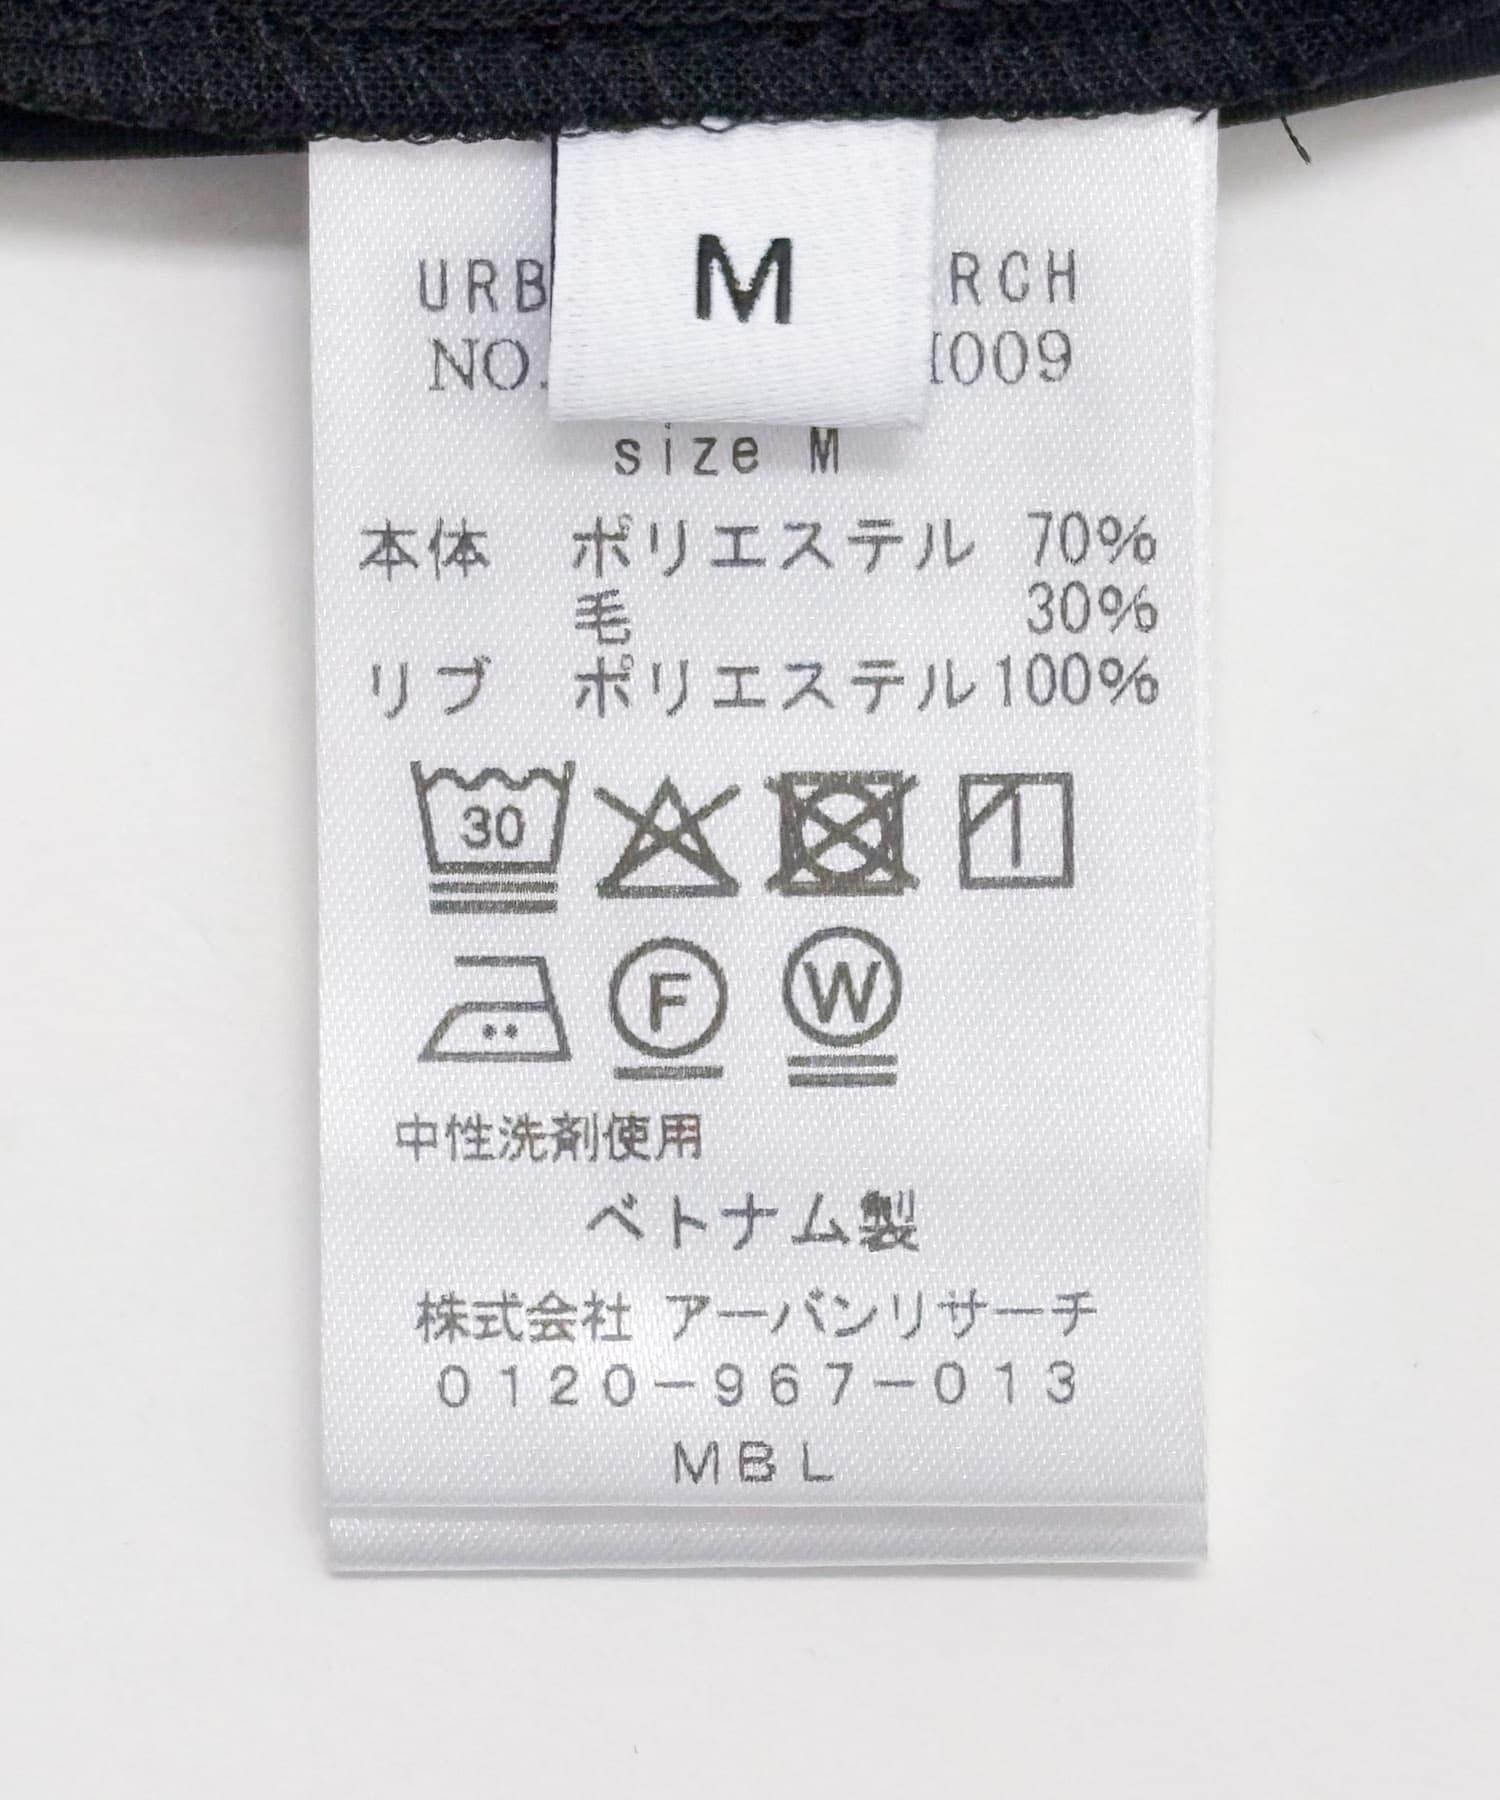 M
URB RCH
NO. 009
size M
本体 ポリエステル 70%
毛 30%
リブ ポリエステル100%
30
F
W
中性洗剤使用
ベトナム製
株式会社 アーバンリサーチ
0120-967-013
MBL